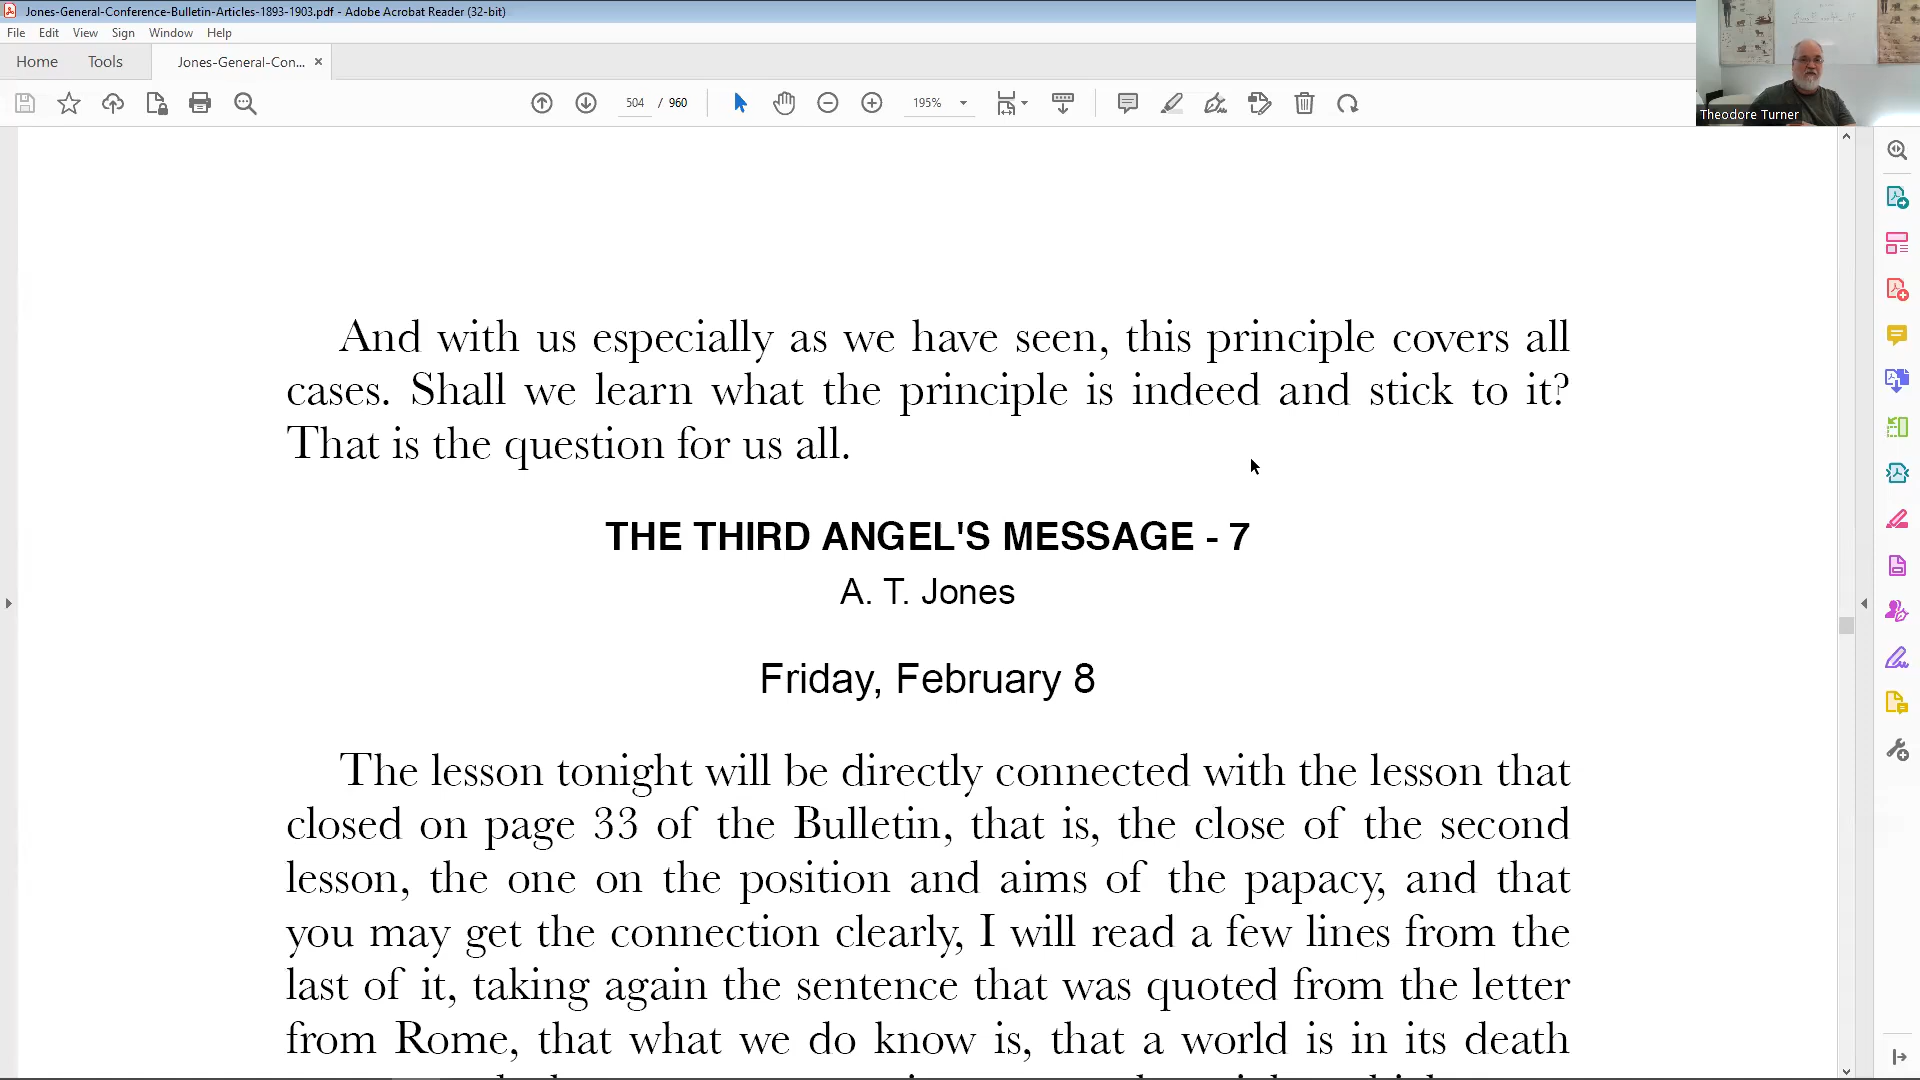 Jones-General-Conference-Bulletin-Articles-1893-1903.pdf - Adobe Acrobat Reader (32-bit)
File Edit View Sign Window Help
Home Tools Jones-General-Con... ×
504 / 960 195%
Theodore Turner
And with us especially as we have seen, this principle covers all
cases. Shall we learn what the principle is indeed and stick to it?
That is the question for us all.
THE THIRD ANGEL'S MESSAGE - 7
A. T. Jones
Friday, February 8
The lesson tonight will be directly connected with the lesson that
closed on page 33 of the Bulletin, that is, the close of the second
lesson, the one on the position and aims of the papacy, and that
you may get the connection clearly, I will read a few lines from the
last of it, taking again the sentence that was quoted from the letter
from Rome, that what we do know is, that a world is in its death